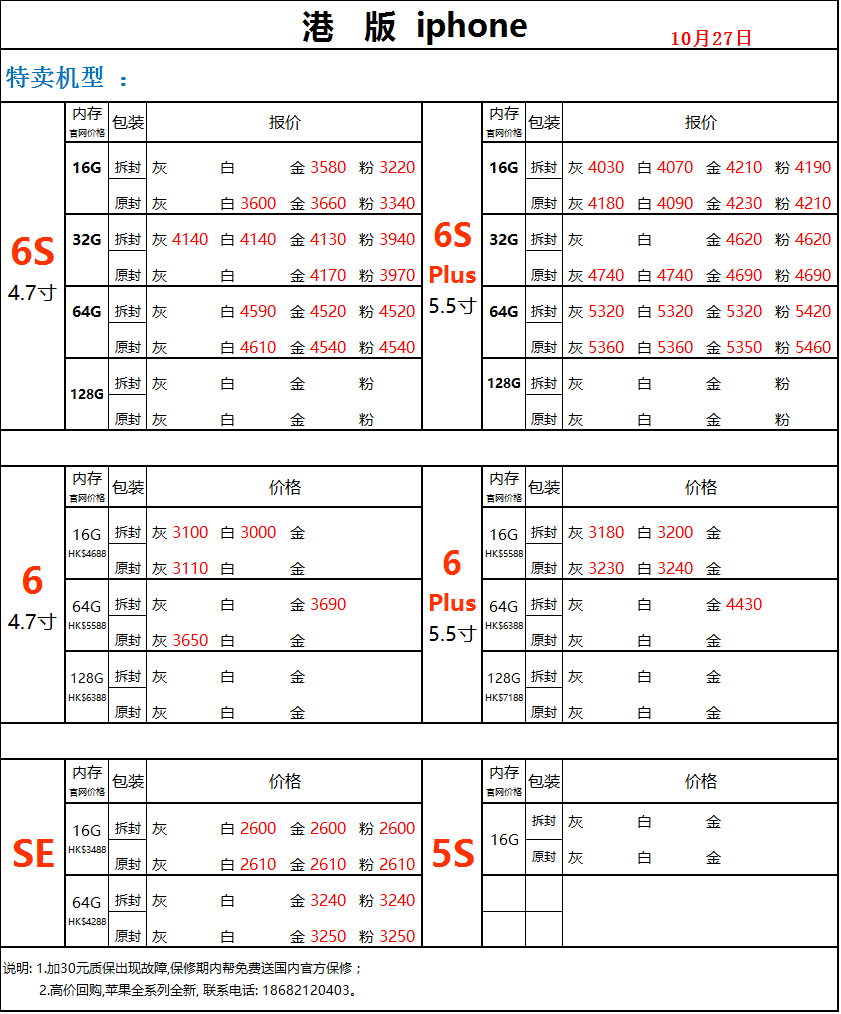 港 版 iphone
10月27日
特卖机型 ：
内存 官网价格 包装 报价 内存 官网价格 包装 报价
6S 4.7寸
16G 拆封 灰 白 金 3580 粉 3220
原封 灰 白 3600 金 3660 粉 3340
32G 拆封 灰 4140 白 4140 金 4130 粉 3940
原封 灰 白 金 4170 粉 3970
64G 拆封 灰 白 4590 金 4520 粉 4520
原封 灰 白 4610 金 4540 粉 4540
128G 拆封 灰 白 金 粉
原封 灰 白 金 粉
6S Plus 5.5寸
16G 拆封 灰 4030 白 4070 金 4210 粉 4190
原封 灰 4180 白 4090 金 4230 粉 4210
32G 拆封 灰 白 金 4620 粉 4620
原封 灰 4740 白 4740 金 4690 粉 4690
64G 拆封 灰 5320 白 5320 金 5320 粉 5420
原封 灰 5360 白 5360 金 5350 粉 5460
128G 拆封 灰 白 金 粉
原封 灰 白 金 粉
内存 官网价格 包装 价格 内存 官网价格 包装 价格
6 4.7寸
16G HK$4688 拆封 灰 3100 白 3000 金
原封 灰 3110 白 金
64G HK$5588 拆封 灰 白 金 3690
原封 灰 3650 白 金
128G HK$6388 拆封 灰 白 金
原封 灰 白 金
6 Plus 5.5寸
16G HK$5588 拆封 灰 3180 白 3200 金
原封 灰 3230 白 3240 金
64G HK$6388 拆封 灰 白 金 4430
原封 灰 白 金
128G HK$7188 拆封 灰 白 金
原封 灰 白 金
内存 官网价格 包装 价格 内存 官网价格 包装 价格
SE
16G HK$3488 拆封 灰 白 2600 金 2600 粉 2600
原封 灰 白 2610 金 2610 粉 2610
64G HK$4288 拆封 灰 白 金 3240 粉 3240
原封 灰 白 金 3250 粉 3250
5S
16G 拆封 灰 白 金
原封 灰 白 金
说明: 1.加30元质保出现故障,保修期内帮免费送国内官方保修；
2.高价回购,苹果全系列全新, 联系电话: 18682120403。